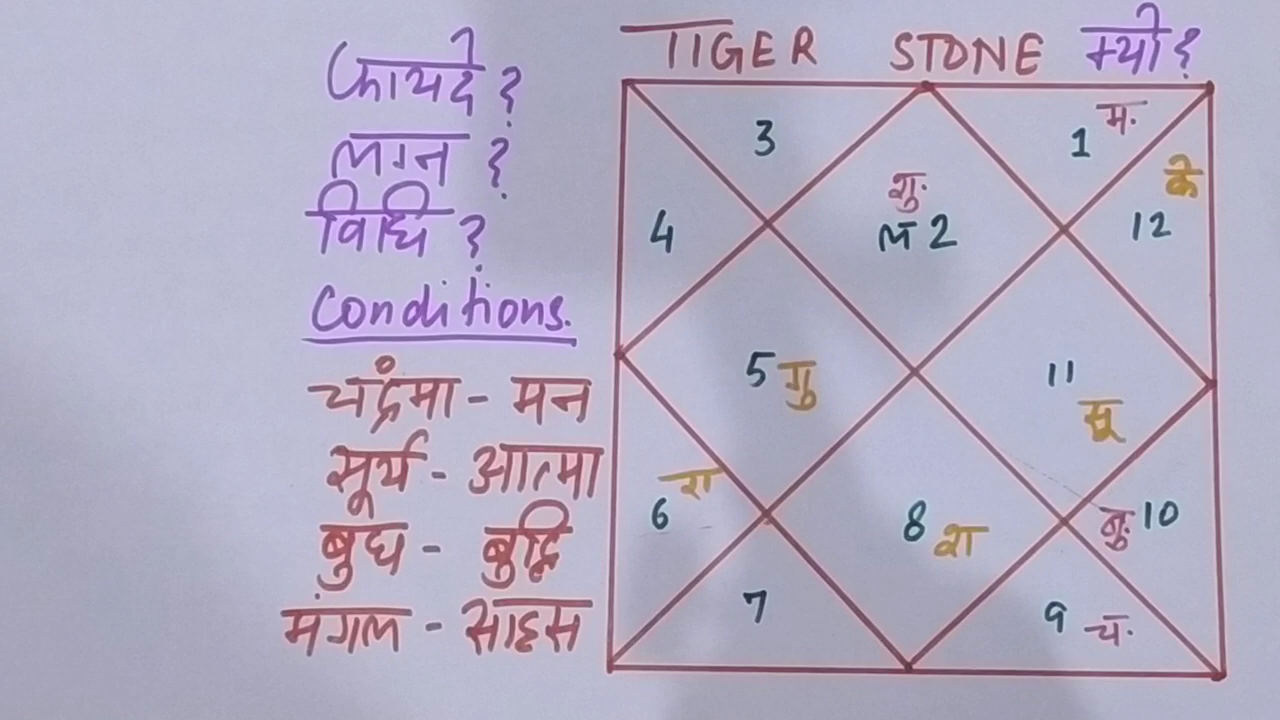 TIGER STONE क्यों?
फायदे?
लग्न?
विधि?
Conditions.
चंद्रमा - मन
सूर्य - आत्मा
बुध - बुद्धि
मंगल - साहस
3
1 म.
के
शु.
ल 2
4
12
5 गु
11
सू
रा
6
8 श
बु. 10
7
9 च.